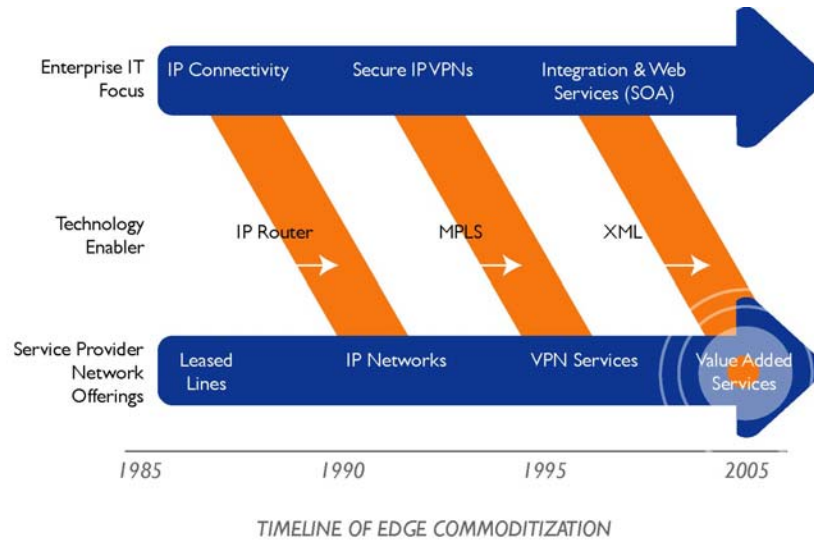 Enterprise IT
Focus
IP Connectivity
Secure IP VPNs
Integration & Web
Services (SOA)
Technology
Enabler
IP Router
MPLS
XML
Service Provider
Network
Offerings
Leased
Lines
IP Networks
VPN Services
Value Added
Services
1985
1990
1995
2005
TIMELINE OF EDGE COMMODITIZATION